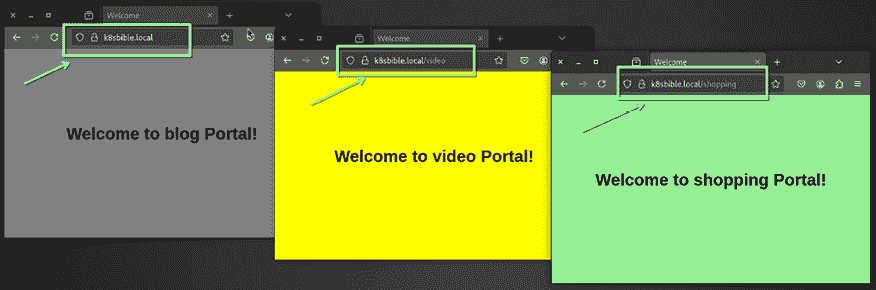 Welcome
k8sbible.local
Welcome to blog Portal!
Welcome
k8sbible.local/video
Welcome to video Portal!
Welcome
k8sbible.local/shopping
Welcome to shopping Portal!